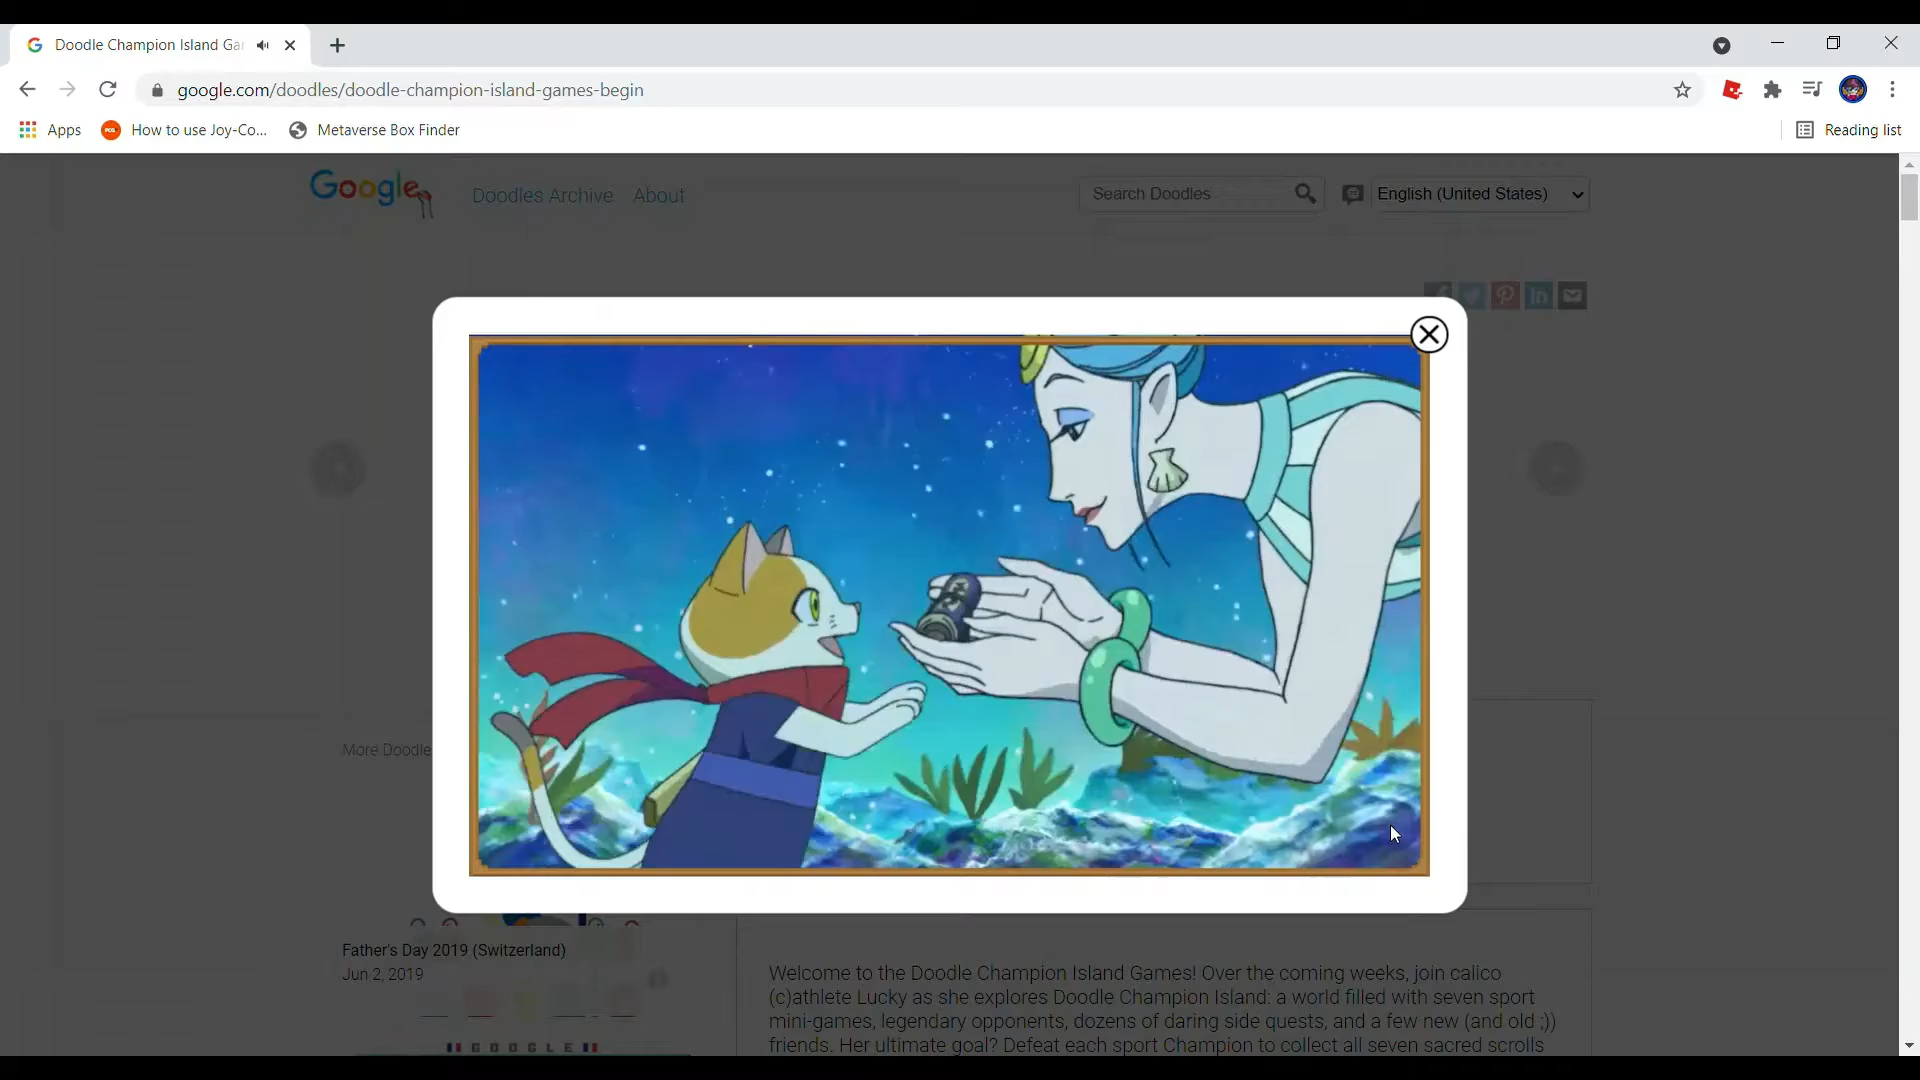 Doodle Champion Island Ga
google.com/doodles/doodle-champion-island-games-begin
Apps
How to use Joy-Co...
Metaverse Box Finder
Reading list
Google
Doodles Archive
About
Search Doodles
English (United States)
More Doodle
Father's Day 2019 (Switzerland)
Jun 2, 2019
GOOGLE
Welcome to the Doodle Champion Island Games! Over the coming weeks, join calico
(c)athlete Lucky as she explores Doodle Champion Island: a world filled with seven sport
mini-games, legendary opponents, dozens of daring side quests, and a few new (and old ;))
friends. Her ultimate goal? Defeat each sport Champion to collect all seven sacred scrolls